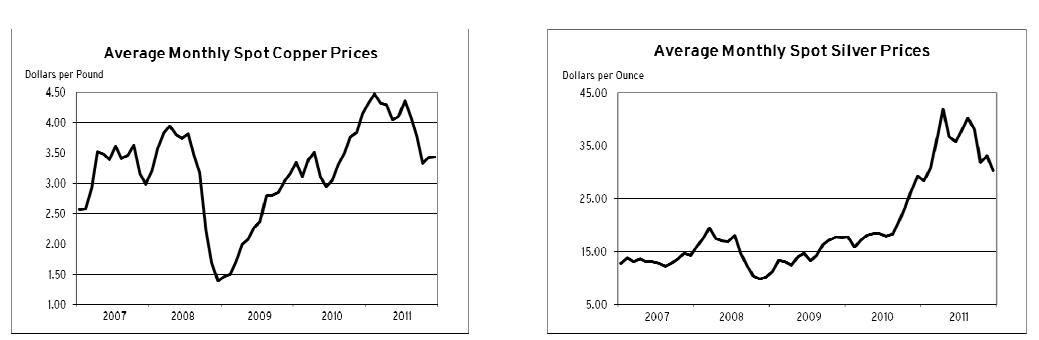 Average Monthly Spot Copper Prices
Dollars per Pound
4.50
4.00
3.50
3.00
2.50
2.00
1.50
1.00
2007 2008 2009 2010 2011
Average Monthly Spot Silver Prices
Dollars per Ounce
45.00
35.00
25.00
15.00
5.00
2007 2008 2009 2010 2011